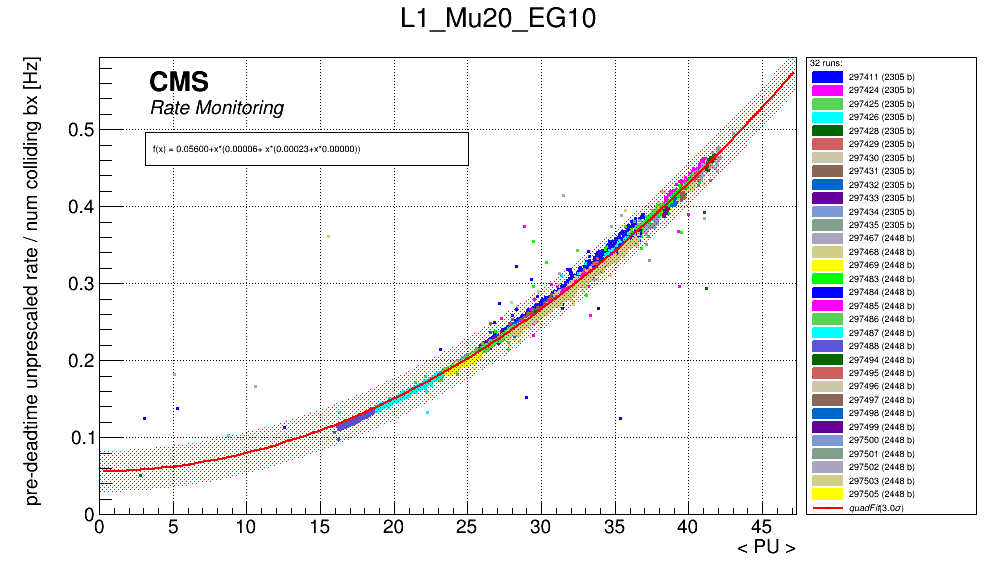 L1_Mu20_EG10
pre-deadtime unprescaled rate / num colliding bx [Hz]
CMS
Rate Monitoring
f(x) = 0.05600+x*(0.00006+ x*(0.00023+x*0.00000))
0.5
0.4
0.3
0.2
0.1
0
0 5 10 15 20 25 30 35 40 45
< PU >
32 runs:
297411 (2305 b)
297424 (2305 b)
297425 (2305 b)
297426 (2305 b)
297428 (2305 b)
297429 (2305 b)
297430 (2305 b)
297431 (2305 b)
297432 (2305 b)
297433 (2305 b)
297434 (2305 b)
297435 (2305 b)
297467 (2448 b)
297468 (2448 b)
297469 (2448 b)
297483 (2448 b)
297484 (2448 b)
297485 (2448 b)
297486 (2448 b)
297487 (2448 b)
297488 (2448 b)
297494 (2448 b)
297495 (2448 b)
297496 (2448 b)
297497 (2448 b)
297498 (2448 b)
297499 (2448 b)
297500 (2448 b)
297501 (2448 b)
297502 (2448 b)
297503 (2448 b)
297505 (2448 b)
quadFit(3.0σ)